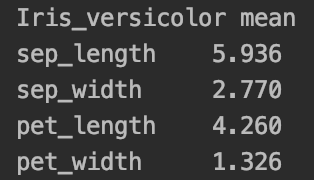 Iris_versicolor mean
sep_length    5.936
sep_width     2.770
pet_length    4.260
pet_width     1.326